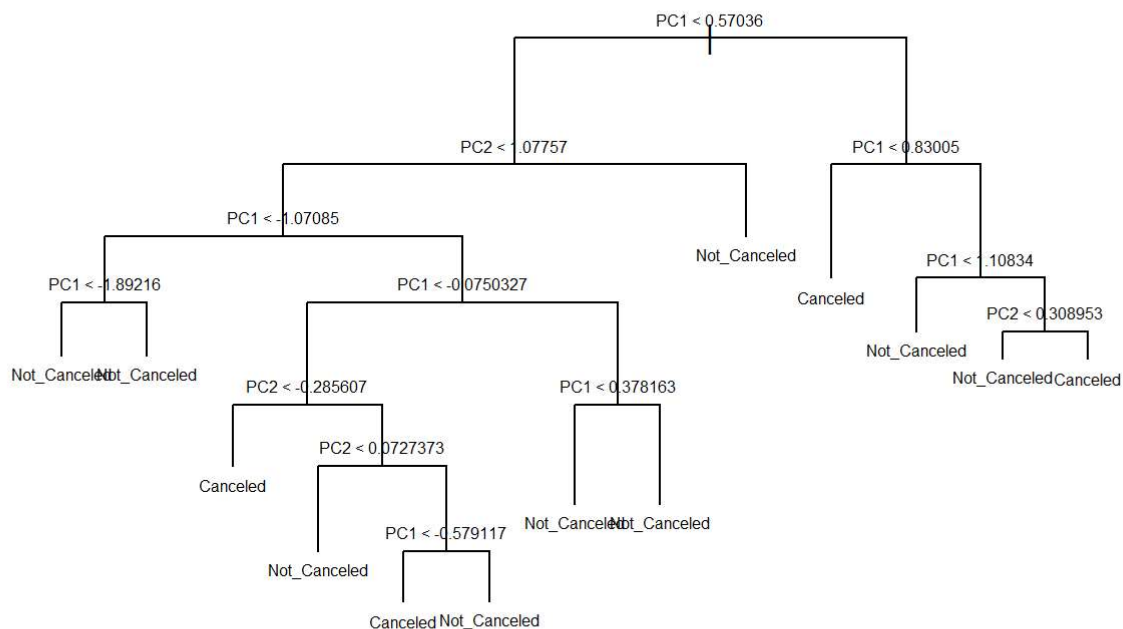 PC1 < 0.57036
PC2 < 1.07757
PC1 < 0.83005
PC1 < -1.07085
Not_Canceled
PC1 < 1.10834
PC1 < -1.89216
PC1 < -0.0750327
Canceled
PC2 < 0.308953
Not_Canceled
Not_Canceled
Not_Canceled
Not_Canceled
Canceled
PC2 < -0.285607
PC1 < 0.378163
PC2 < 0.0727373
Canceled
Not_Canceled
Not_Canceled
PC1 < -0.579117
Not_Canceled
Canceled
Not_Canceled